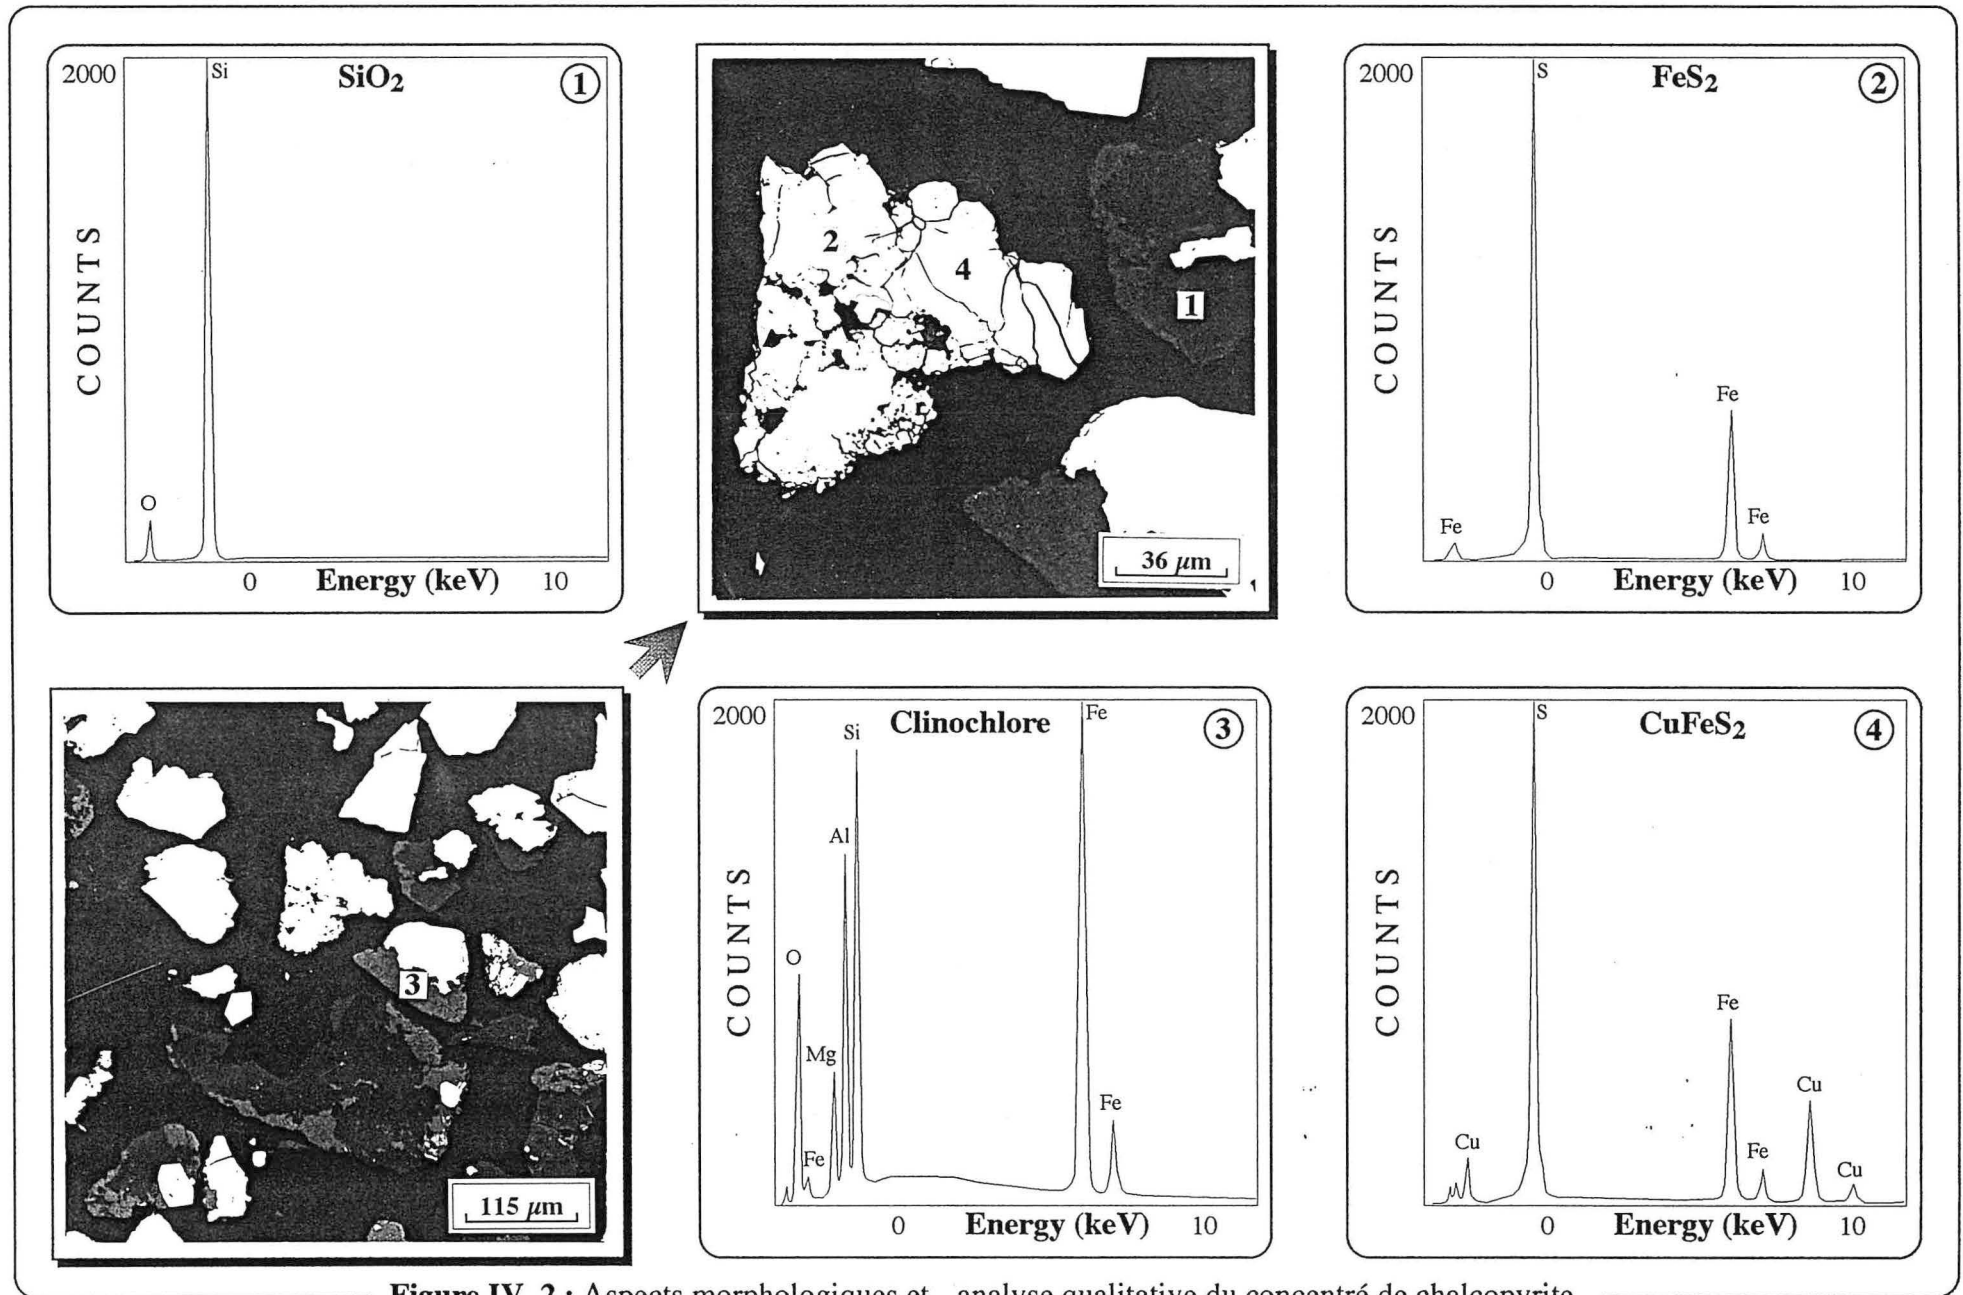 2000
Si
SiO2
1
COUNTS
O
0 Energy (keV) 10
2
4
1
36 µm
2000
S
FeS2
2
COUNTS
Fe
Fe
Fe
0 Energy (keV) 10
3
115 µm
2000
Clinochlore
Fe
3
Si
Al
COUNTS
O
Mg
Fe
Fe
0 Energy (keV) 10
2000
S
CuFeS2
4
COUNTS
Fe
Cu
Cu
Fe
Cu
0 Energy (keV) 10
Figure IV- 2 : Aspects morphologiques et analyse qualitative du concentré de chalcopyrite